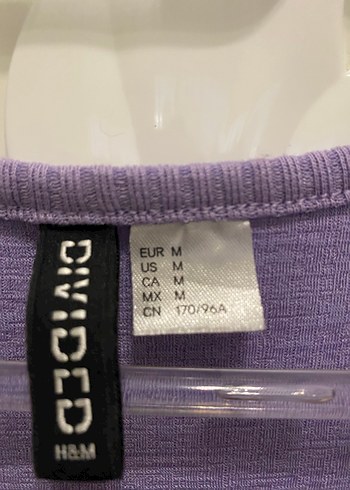 DIVIDED
H&M
EUR M
US M
CA M
MX M
CN 170/96A